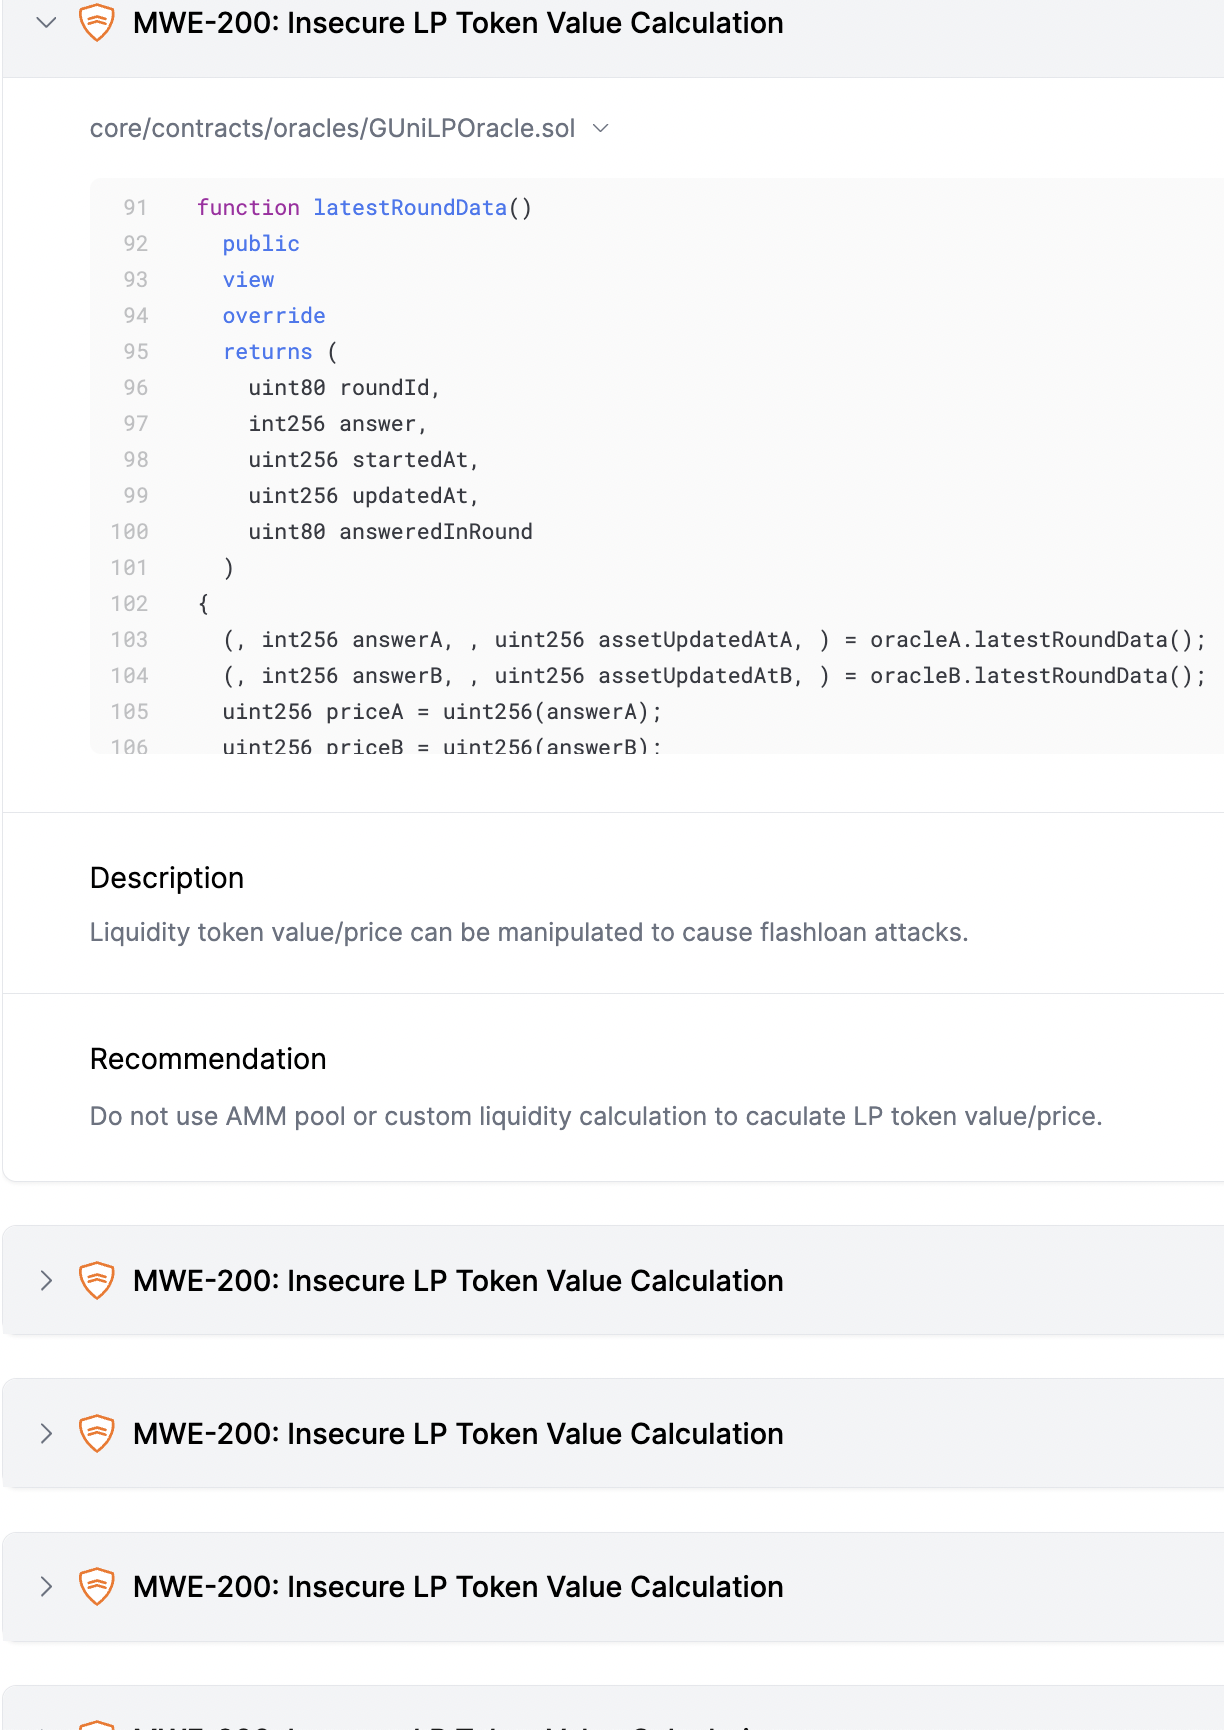 MWE-200: Insecure LP Token Value Calculation
core/contracts/oracles/GUniLPOracle.sol
91 function latestRoundData()
92 public
93 view
94 override
95 returns (
96 uint80 roundId,
97 int256 answer,
98 uint256 startedAt,
99 uint256 updatedAt,
100 uint80 answeredInRound
101 )
102 {
103 (, int256 answerA, , uint256 assetUpdatedAtA, ) = oracleA.latestRoundData();
104 (, int256 answerB, , uint256 assetUpdatedAtB, ) = oracleB.latestRoundData();
105 uint256 priceA = uint256(answerA);
106 uint256 priceB = uint256(answerB);
Description
Liquidity token value/price can be manipulated to cause flashloan attacks.
Recommendation
Do not use AMM pool or custom liquidity calculation to caculate LP token value/price.
MWE-200: Insecure LP Token Value Calculation
MWE-200: Insecure LP Token Value Calculation
MWE-200: Insecure LP Token Value Calculation